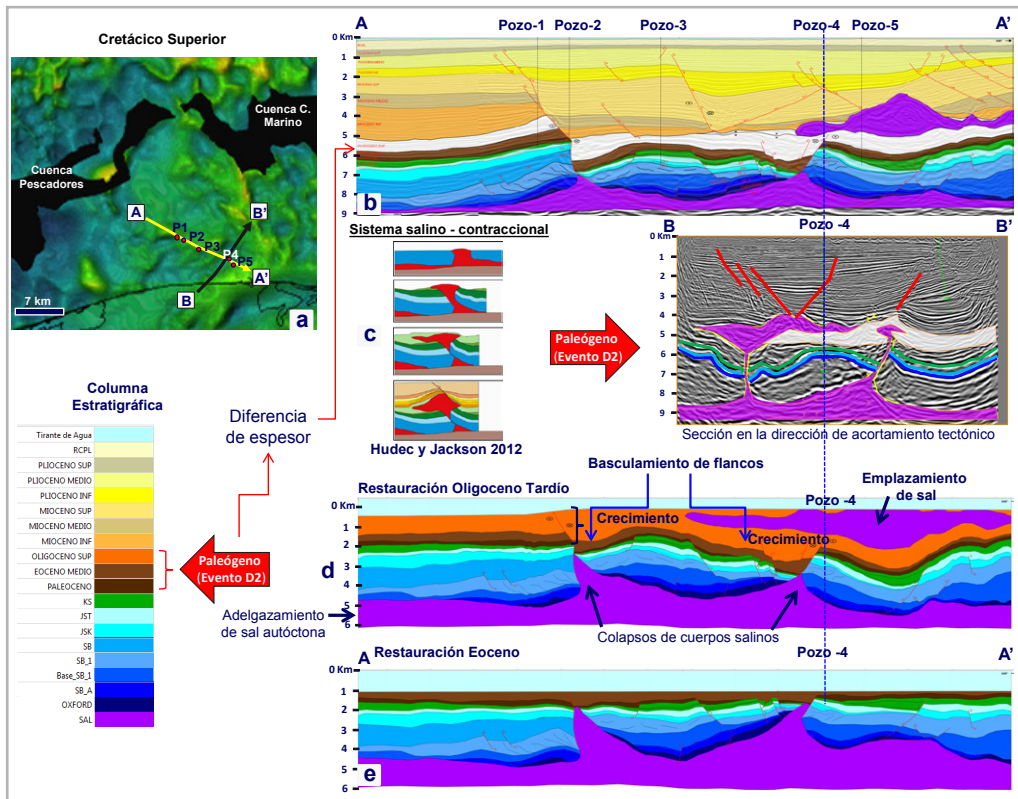 Cretácico Superior
Cuenca C.
Marino
Cuenca
Pescadores
A
B'
P1
P2
P3
P4
P5
A'
B
7 km
a
A
Pozo-1
Pozo-2
Pozo-3
Pozo-4
Pozo-5
A'
0 Km
1
2
3
4
5
6
7
8
9
b
Sistema salino - contraccional
c
Hudec y Jackson 2012
Paleógeno
(Evento D2)
B
Pozo -4
B'
0 Km
1
2
3
4
5
6
7
8
9
Sección en la dirección de acortamiento tectónico
Columna
Estratigráfica
Tirante de Agua
RCPL
PLIOCENO SUP
PLIOCENO MEDIO
PLIOCENO INF
MIOCENO SUP
MIOCENO MEDIO
MIOCENO INF
OLIGOCENO SUP
EOCENO MEDIO
PALEOCENO
KS
JST
JSK
SB
SB_1
Base_SB_1
SB_A
OXFORD
SAL
Diferencia
de espesor
Paleógeno
(Evento D2)
Adelgazamiento
de sal autóctona
Basculamiento de flancos
Emplazamiento
de sal
Restauración Oligoceno Tardío
Pozo -4
0 Km
1
2
3
4
5
6
d
Crecimiento
Crecimiento
Colapsos de cuerpos salinos
A
Restauración Eoceno
Pozo -4
A'
0 Km
1
2
3
4
5
6
e